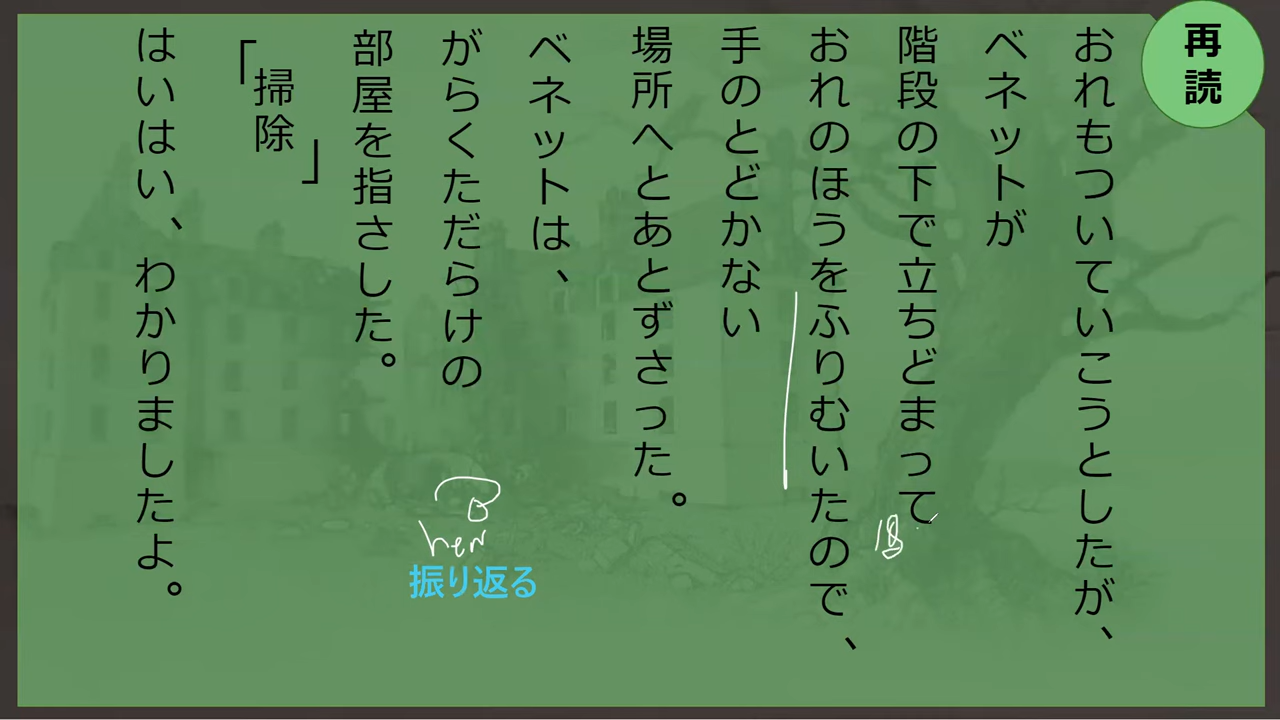 再読
おれもついていこうとしたが、
ベネットが
階段の下で立ちどまって
おれのほうをふりむいたので、
手のとどかない
場所へとあとずさった。
ベネットは、
がらくただらけの
部屋を指さした。
「掃除」
はいはい、わかりましたよ。
振り返る